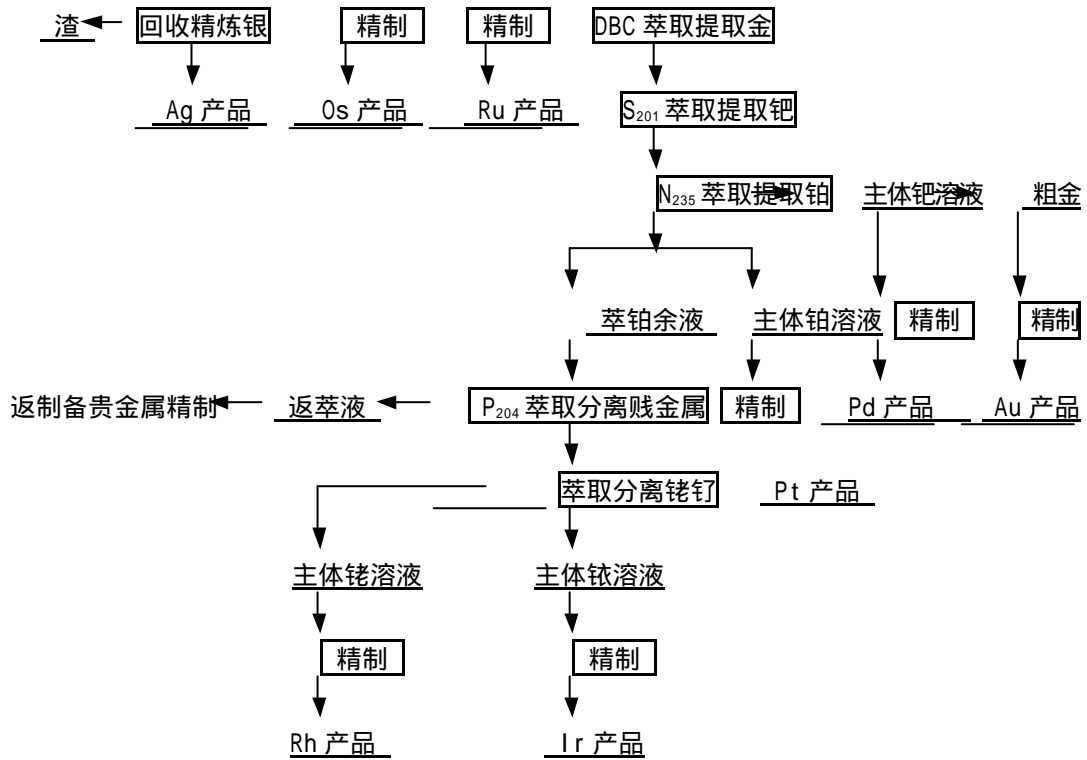 渣 回收精炼银 精制 精制 DBC 萃取提取金
Ag 产品 Os 产品 Ru 产品 S₂₀₁ 萃取提取钯
N₂₃₅ 萃取提取铂 主体钯溶液 粗金
萃铂余液 主体铂溶液 精制 精制
返制备贵金属精制 返萃液 P₂₀₄ 萃取分离贱金属 精制 Pd 产品 Au 产品
萃取分离铑钌 Pt 产品
主体铑溶液 主体铱溶液
精制 精制
Rh 产品 Ir 产品